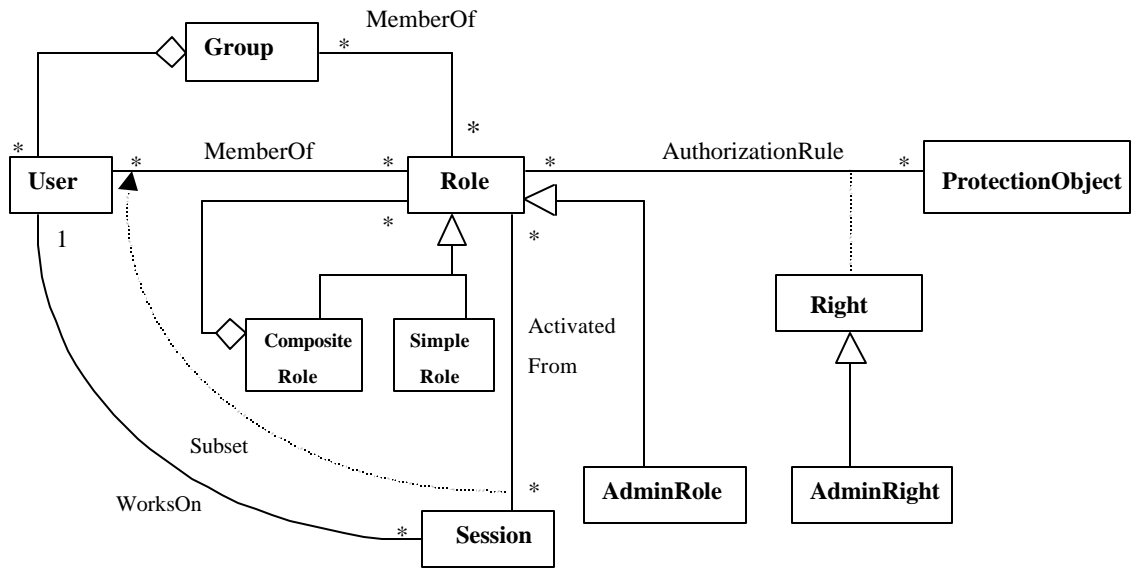 MemberOf
Group
*
*
*
MemberOf
AuthorizationRule
*
*
*
*
User
Role
ProtectionObject
*
1
*
Right
Activated
From
Composite
Role
Simple
Role
Subset
WorksOn
*
AdminRole
AdminRight
*
Session